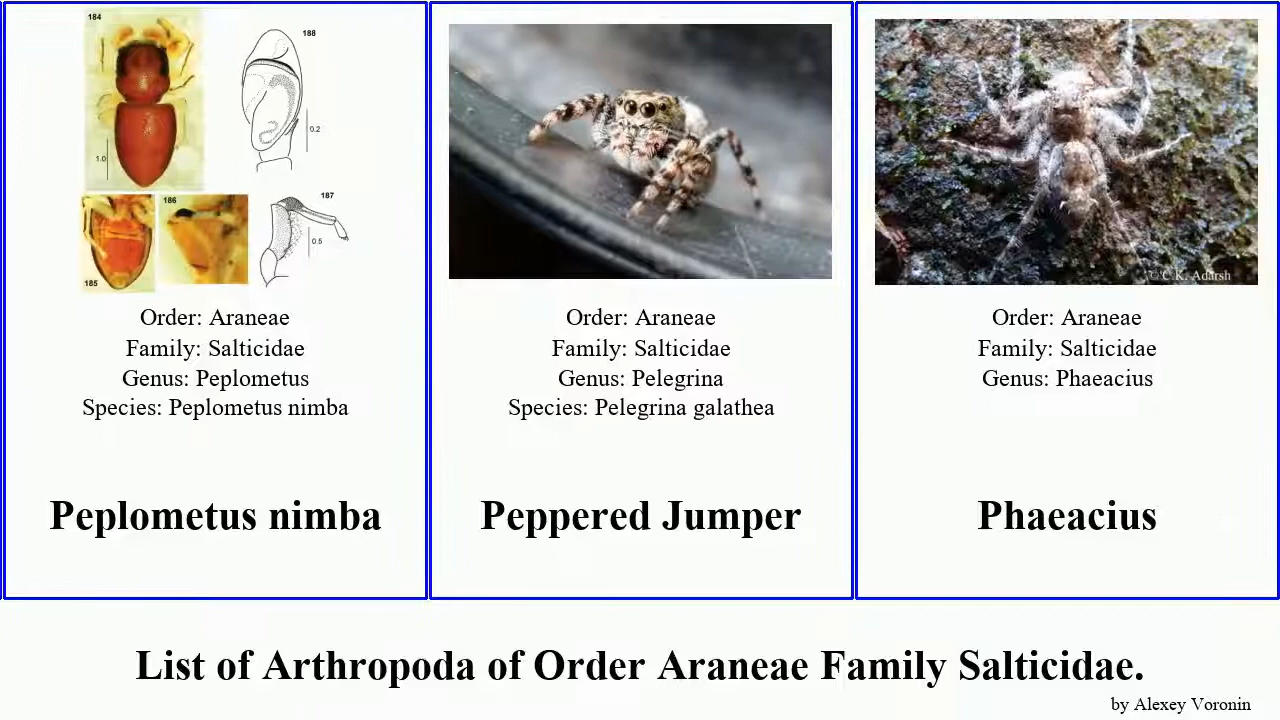 184
188
0.2
1.0
186
187
0.5
185
© C.K. Adarsh
Order: Araneae
Family: Salticidae
Genus: Peplometus
Species: Peplometus nimba
Peplometus nimba
Order: Araneae
Family: Salticidae
Genus: Pelegrina
Species: Pelegrina galathea
Peppered Jumper
Order: Araneae
Family: Salticidae
Genus: Phaeacius
Phaeacius
List of Arthropoda of Order Araneae Family Salticidae.
by Alexey Voronin